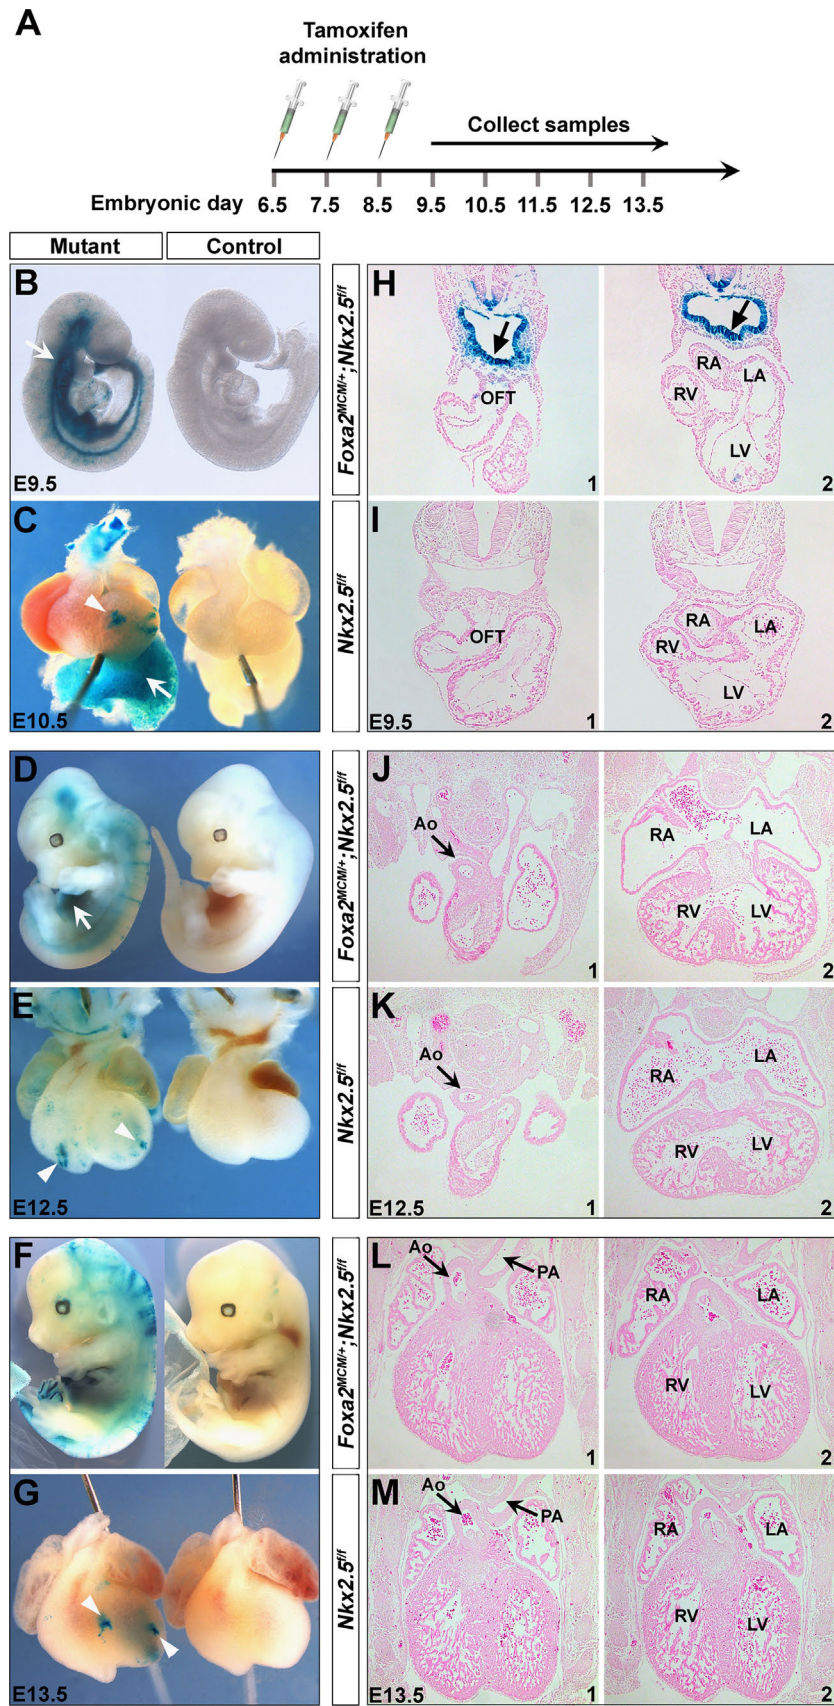 A
Tamoxifen
administration
Collect samples
Embryonic day 6.5 7.5 8.5 9.5 10.5 11.5 12.5 13.5
Mutant Control
B
E9.5
C
E10.5
D
E
E12.5
F
G
E13.5
Foxa2MCM/+;Nkx2.5f/f
H
OFT
1
RA
LA
RV
LV
2
Nkx2.5f/f
I
OFT
E9.5
1
RA
LA
RV
LV
2
Foxa2MCM/+;Nkx2.5f/f
J
Ao
1
RA
LA
RV
LV
2
Nkx2.5f/f
K
Ao
E12.5
1
RA
LA
RV
LV
2
Foxa2MCM/+;Nkx2.5f/f
L
Ao
PA
1
RA
LA
RV
LV
2
Nkx2.5f/f
M
Ao
PA
E13.5
1
RA
LA
RV
LV
2